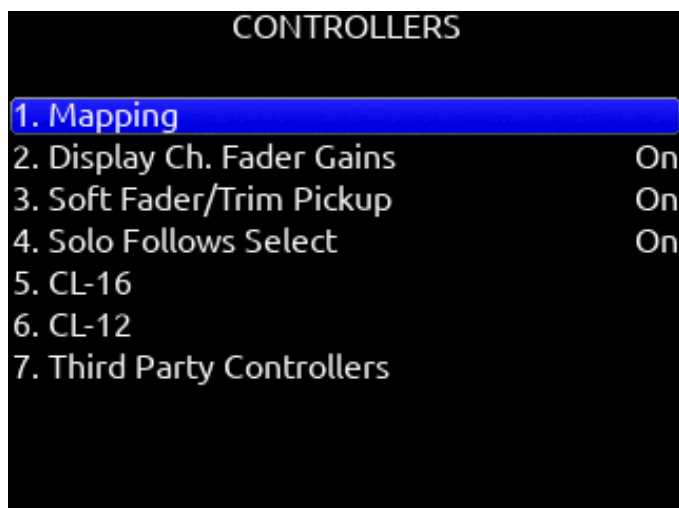 CONTROLLERS
1. Mapping
2. Display Ch. Fader Gains On
3. Soft Fader/Trim Pickup On
4. Solo Follows Select On
5. CL-16
6. CL-12
7. Third Party Controllers